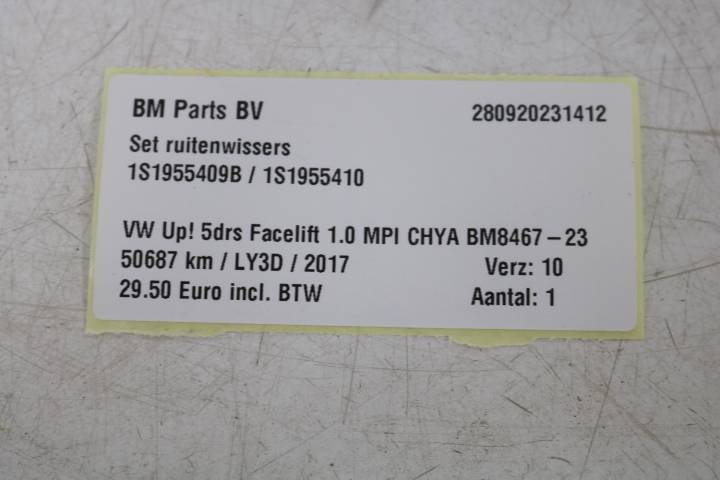 BM Parts BV 280920231412
Set ruitenwissers
1S1955409B / 1S1955410
VW Up! 5drs Facelift 1.0 MPI CHYA BM8467-23
50687 km / LY3D / 2017 Verz: 10
29.50 Euro incl. BTW Aantal: 1